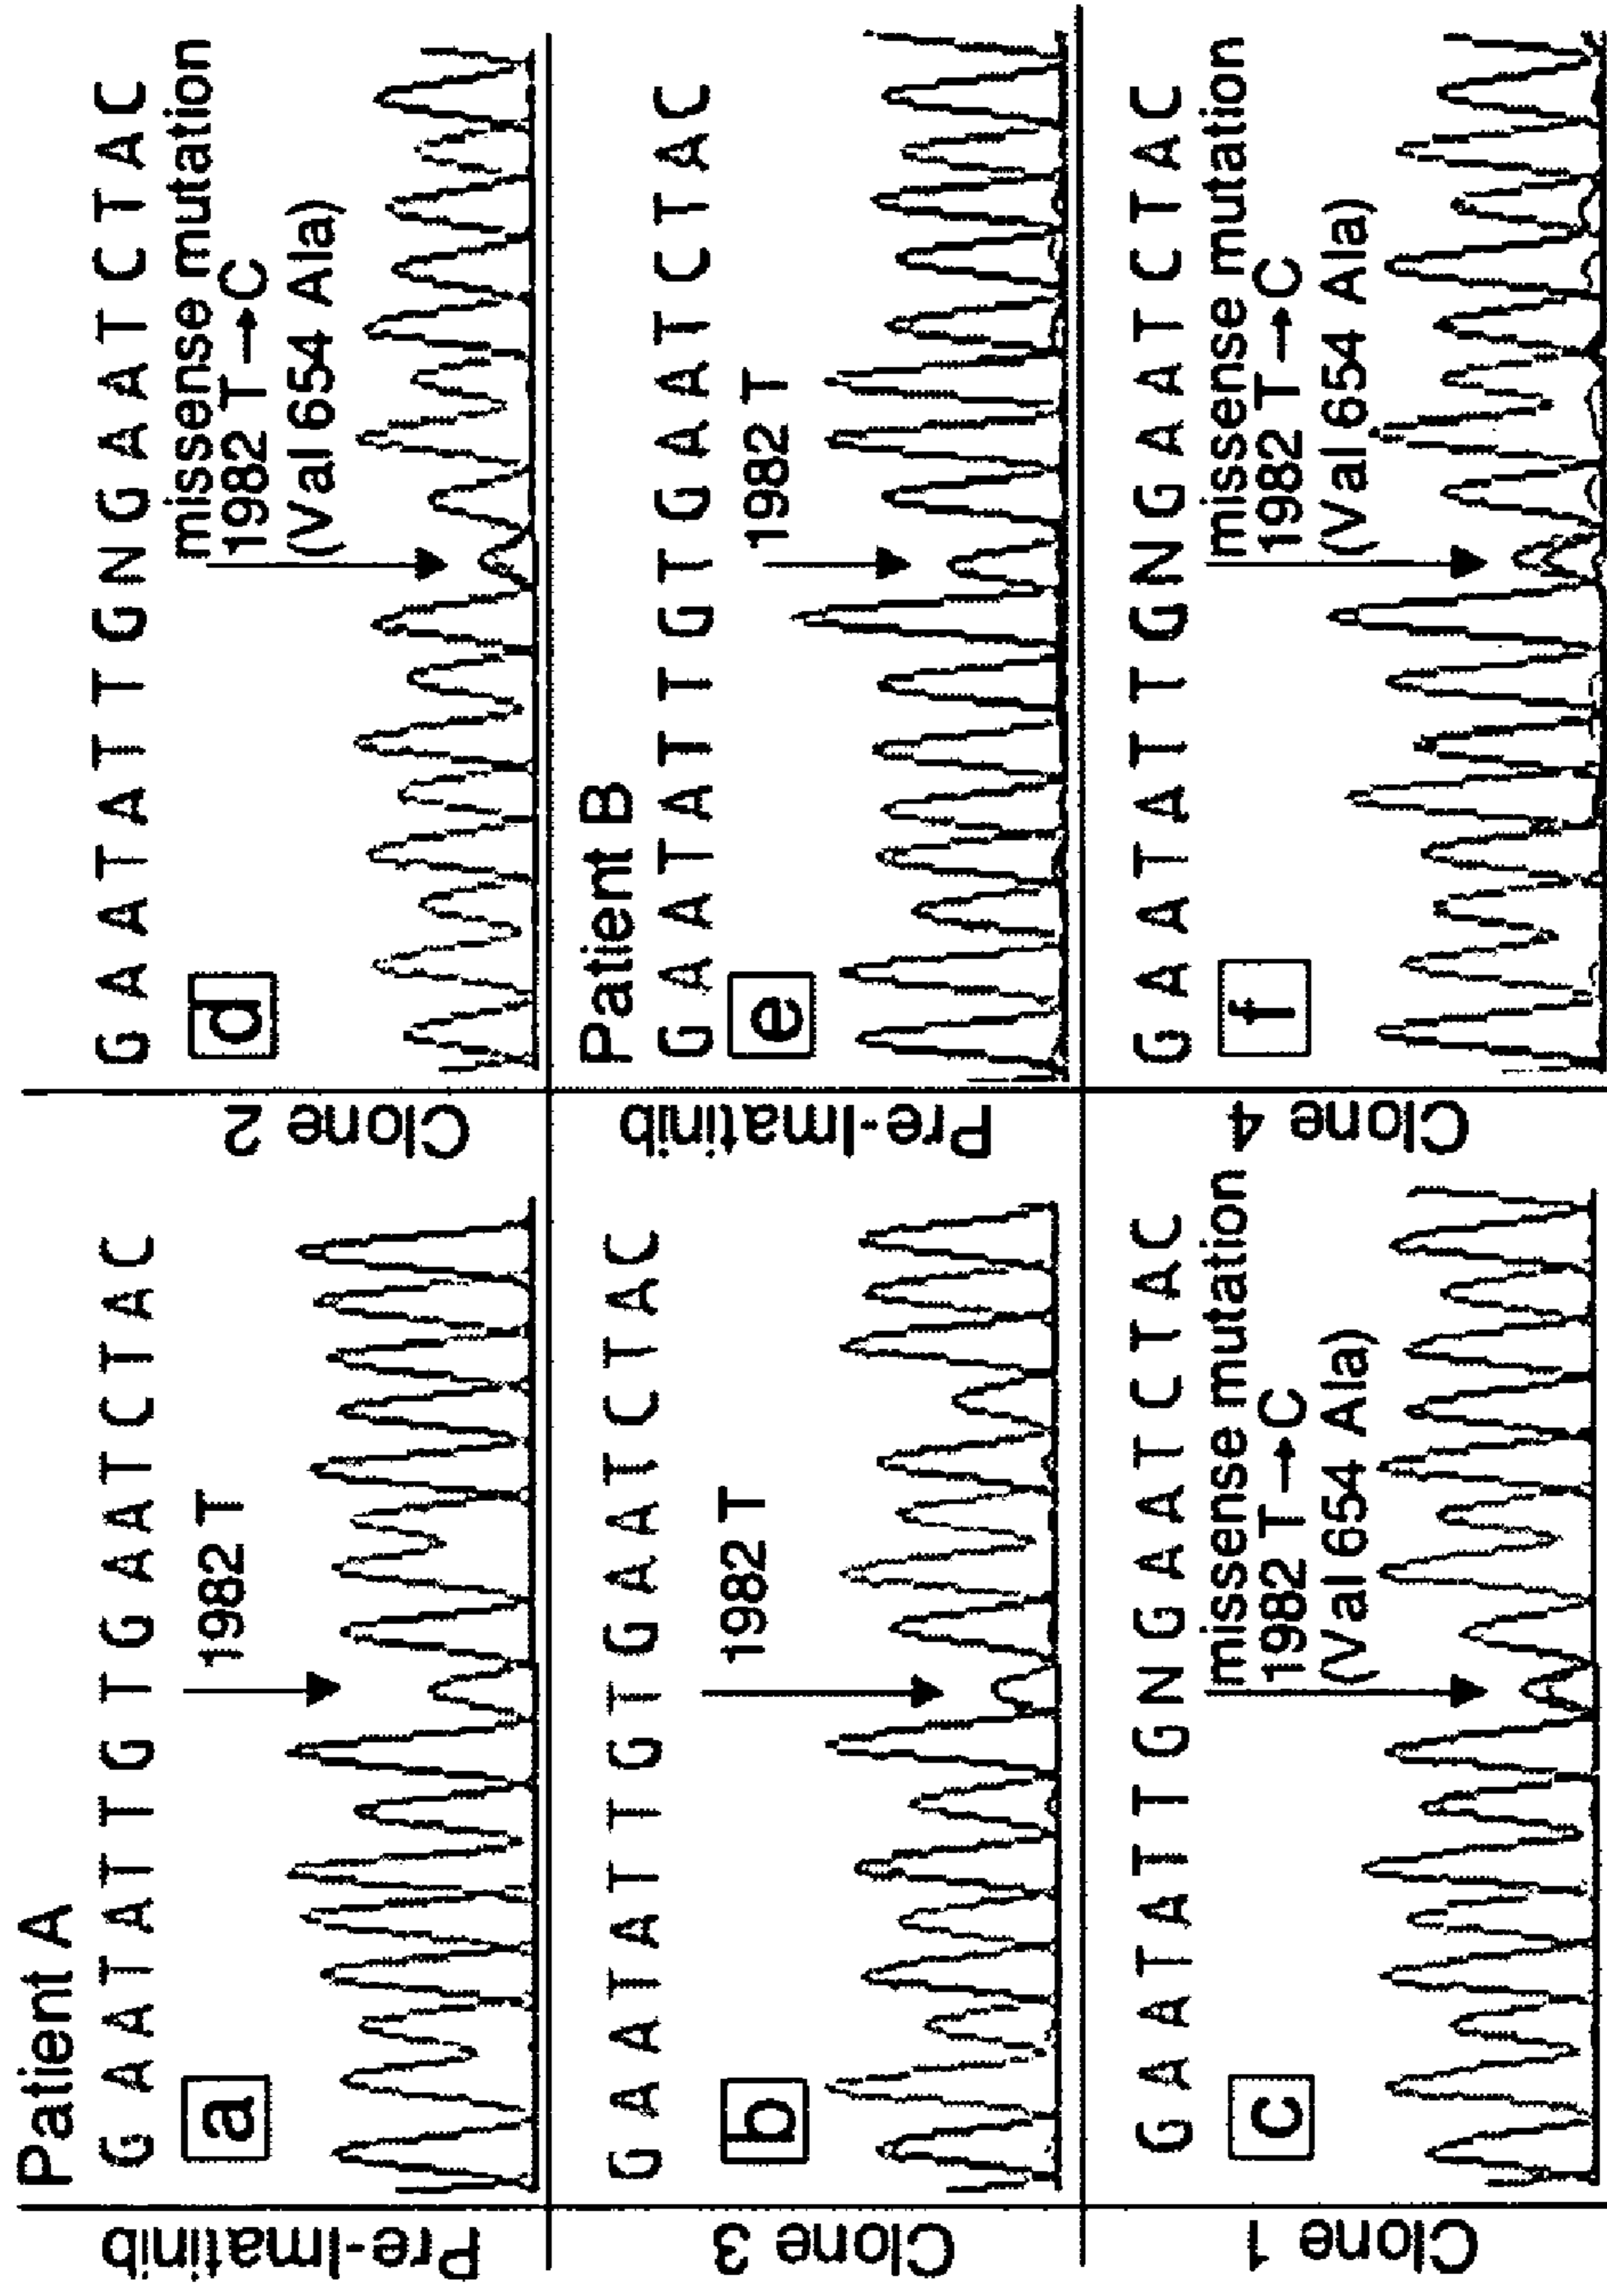 Patient A
Pre-Imatinib
G A A T A T T G T G A A T C T A C
a
1982 T
Clone 3
G A A T A T T G T G A A T C T A C
b
1982 T
Clone 1
G A A T A T T G N G A A T C T A C
c
missense mutation
1982 T→C
(Val 654 Ala)
Clone 2
G A A T A T T G N G A A T C T A C
d
missense mutation
1982 T→C
(Val 654 Ala)
Patient B
Pre-Imatinib
G A A T A T T G T G A A T C T A C
e
1982 T
Clone 4
G A A T A T T G N G A A T C T A C
f
missense mutation
1982 T→C
(Val 654 Ala)